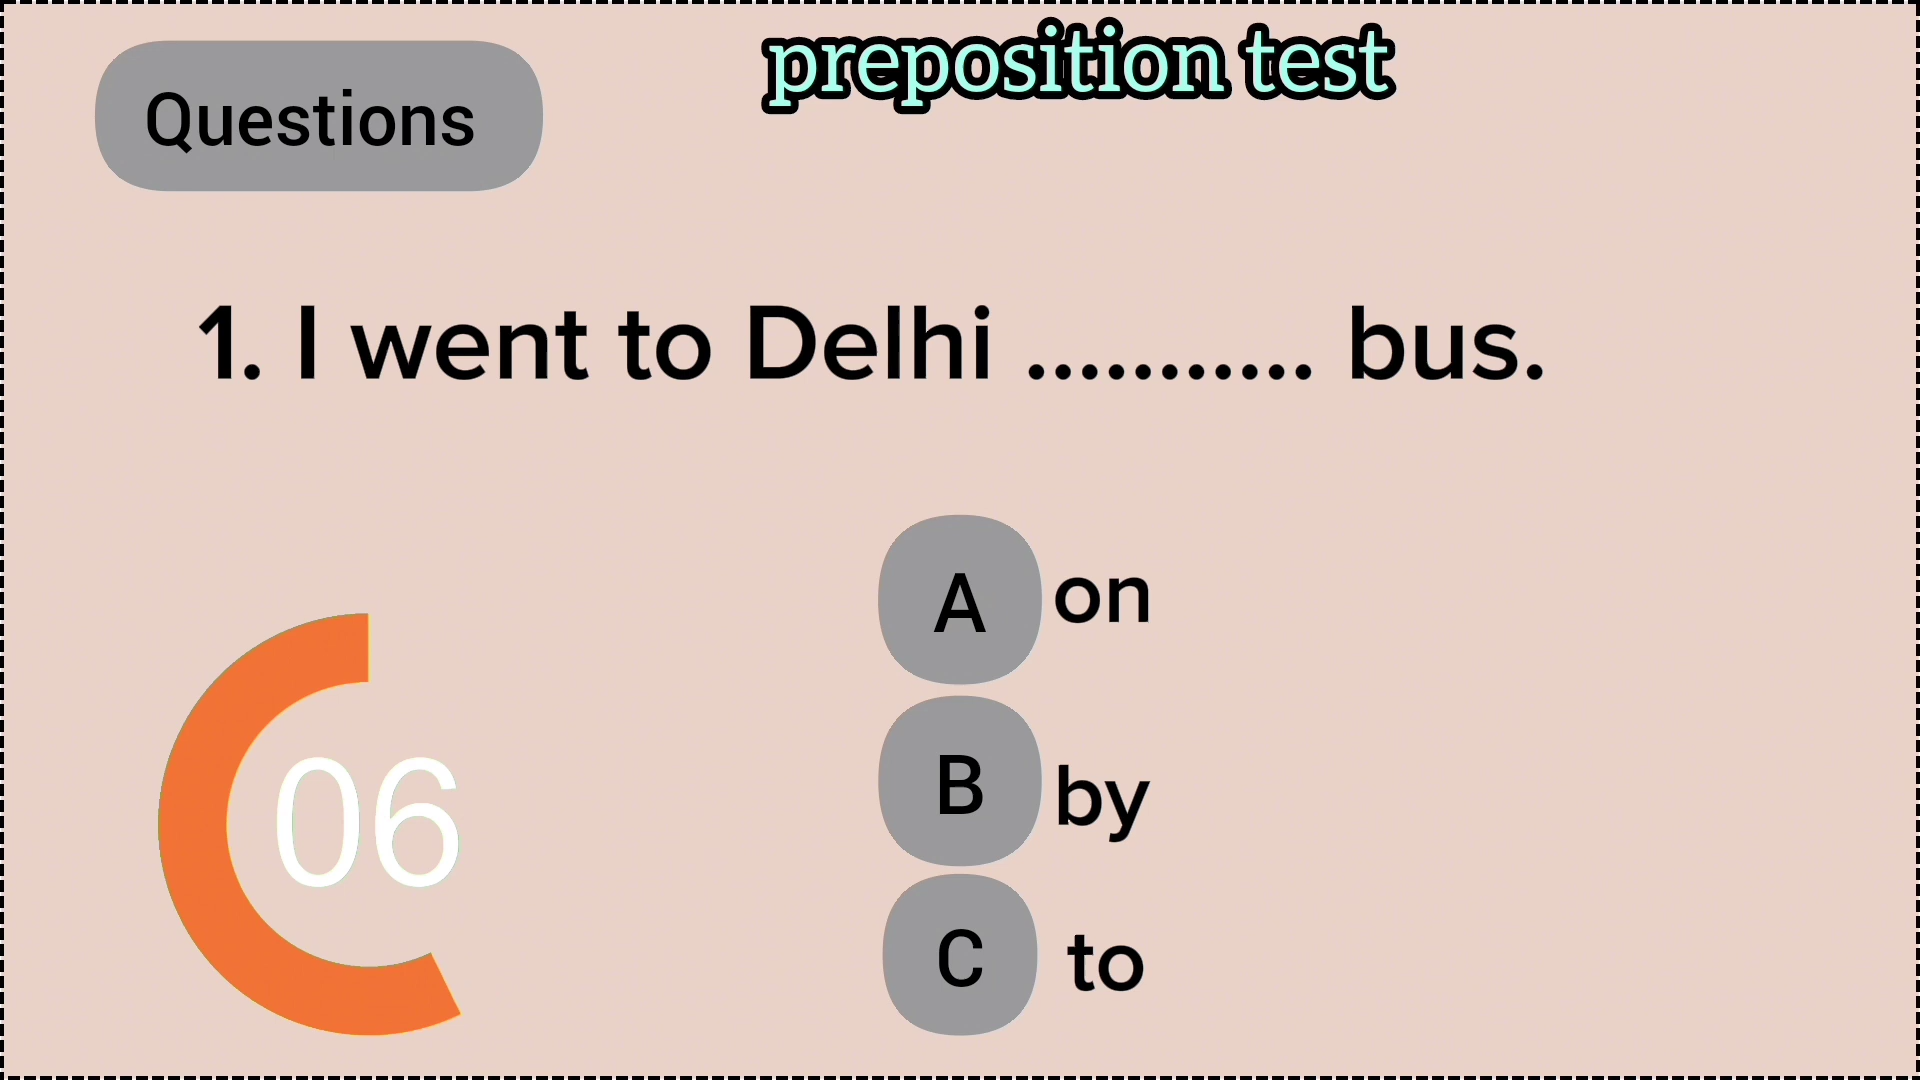 preposition test
Questions
1. I went to Delhi ........... bus.
A on
B by
C to
06